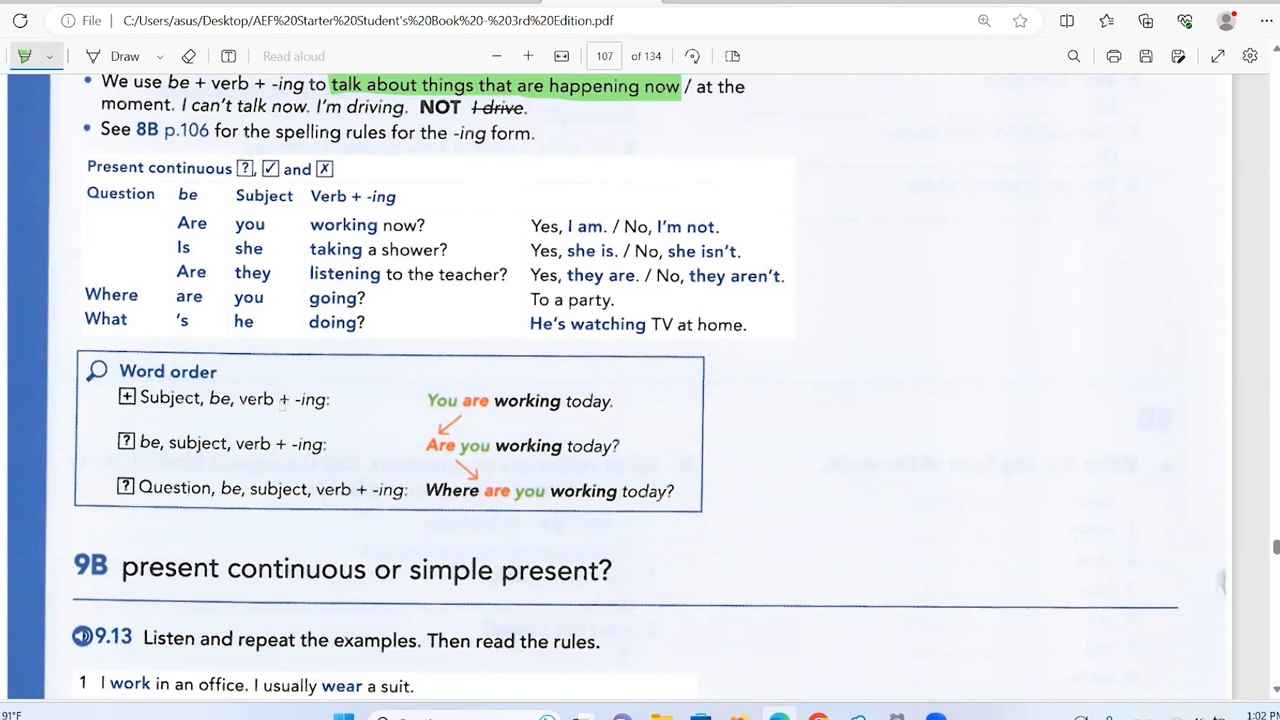 File C:/Users/asus/Desktop/AEF%20Starter%20Student's%20Book%20-%203rd%20Edition.pdf
Draw Read aloud 107 of 134
• We use be + verb + -ing to talk about things that are happening now / at the
moment. I can't talk now. I'm driving. NOT I drive.
• See 8B p.106 for the spelling rules for the -ing form.
Present continuous ?, ✓ and ✗
Question be Subject Verb + -ing
Are you working now? Yes, I am. / No, I'm not.
Is she taking a shower? Yes, she is. / No, she isn't.
Are they listening to the teacher? Yes, they are. / No, they aren't.
Where are you going? To a party.
What 's he doing? He's watching TV at home.
Word order
+ Subject, be, verb + -ing: You are working today.
? be, subject, verb + -ing: Are you working today?
? Question, be, subject, verb + -ing: Where are you working today?
9B present continuous or simple present?
9.13 Listen and repeat the examples. Then read the rules.
1 I work in an office. I usually wear a suit.
91°F 1:02 PM